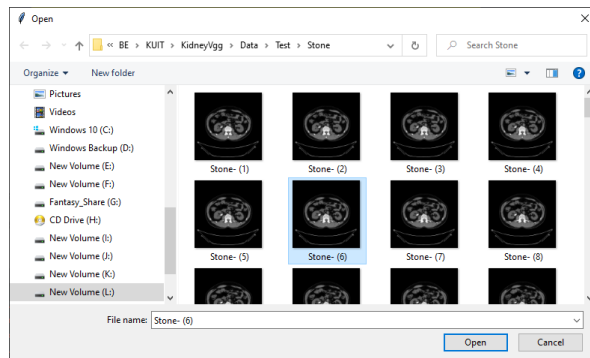 Open
« BE > KUIT > KidneyVgg > Data > Test > Stone
Search Stone
Organize
New folder
Pictures
Videos
Windows 10 (C:)
Windows Backup (D:)
New Volume (E:)
New Volume (F:)
Fantasy_Share (G:)
CD Drive (H:)
New Volume (I:)
New Volume (J:)
New Volume (K:)
New Volume (L:)
Stone- (1)
Stone- (2)
Stone- (3)
Stone- (4)
Stone- (5)
Stone- (6)
Stone- (7)
Stone- (8)
File name: Stone- (6)
Open
Cancel